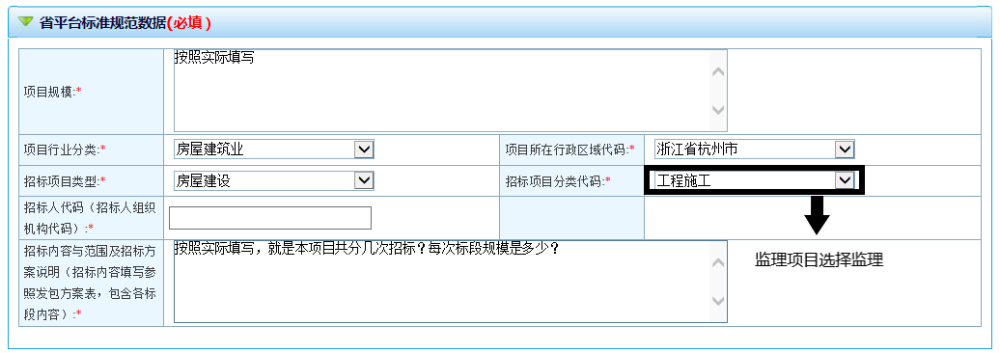 省平台标准规范数据(必填 )
项目规模:*
按照实际填写
项目行业分类:*
房屋建筑业
项目所在行政区域代码:*
浙江省杭州市
招标项目类型:*
房屋建设
招标项目分类代码:*
工程施工
招标人代码（招标人组织
机构代码）:*
招标内容与范围及招标方
案说明（招标内容填写参
照发包方案表，包含各标
段内容）:*
按照实际填写，就是本项目共分几次招标？每次标段规模是多少？
监理项目选择监理